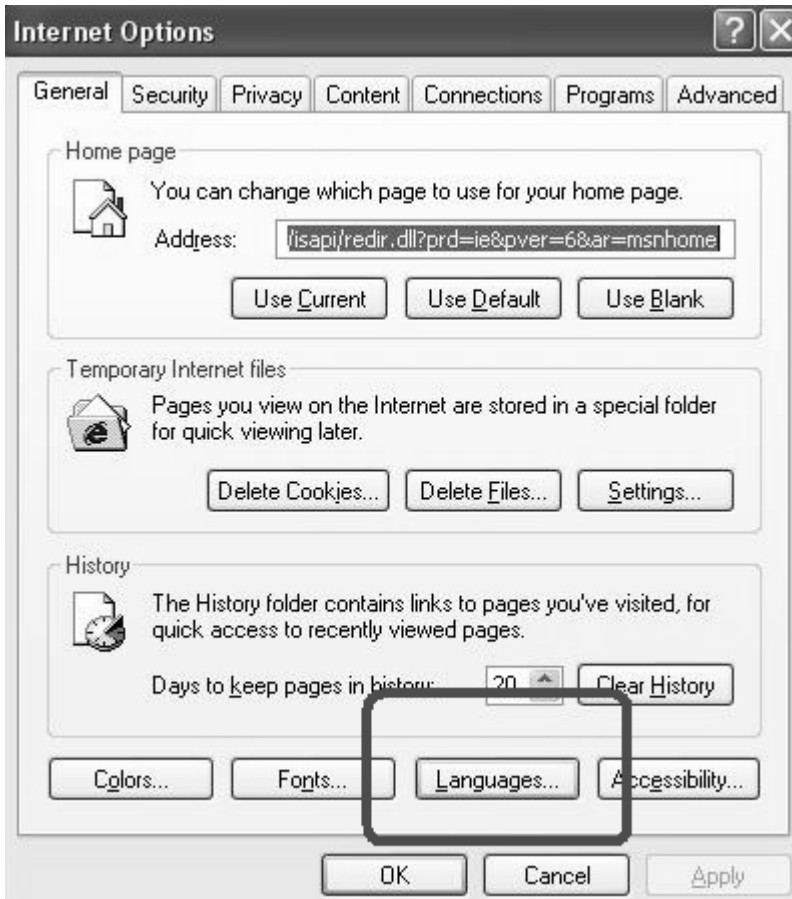 Internet Options
General Security Privacy Content Connections Programs Advanced
Home page
You can change which page to use for your home page.
Address: /isapi/redir.dll?prd=ie&pver=6&ar=msnhome
Use Current Use Default Use Blank
Temporary Internet files
Pages you view on the Internet are stored in a special folder
for quick viewing later.
Delete Cookies... Delete Files... Settings...
History
The History folder contains links to pages you've visited, for
quick access to recently viewed pages.
Days to keep pages in history: 20 Clear History
Colors... Fonts... Languages... Accessibility...
OK Cancel Apply